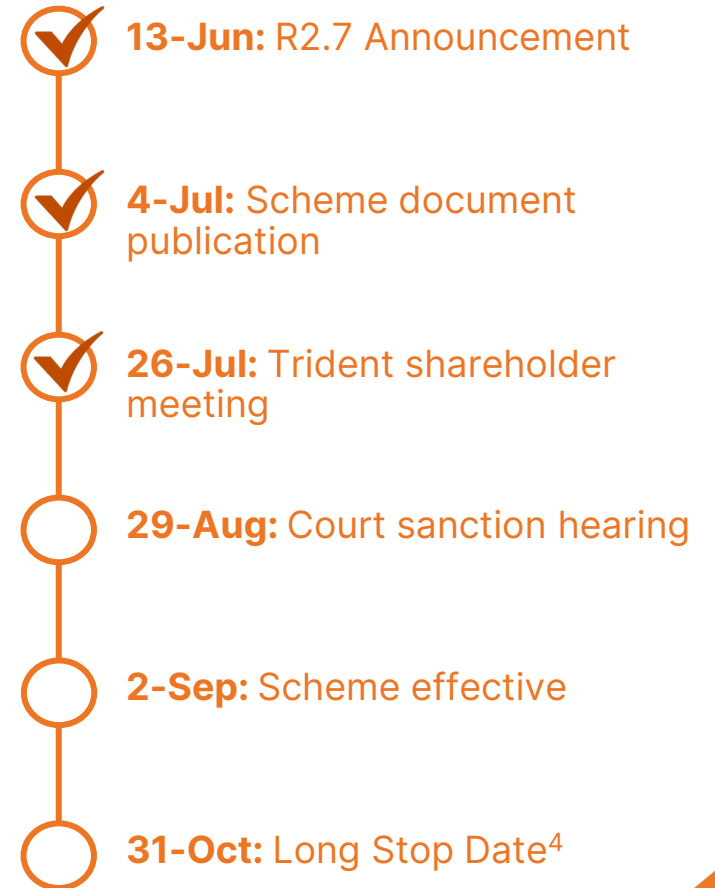 13-Jun: R2.7 Announcement
4-Jul: Scheme document
publication
26-Jul: Trident shareholder
meeting
29-Aug: Court sanction hearing
2-Sep: Scheme effective
31-Oct: Long Stop Date⁴